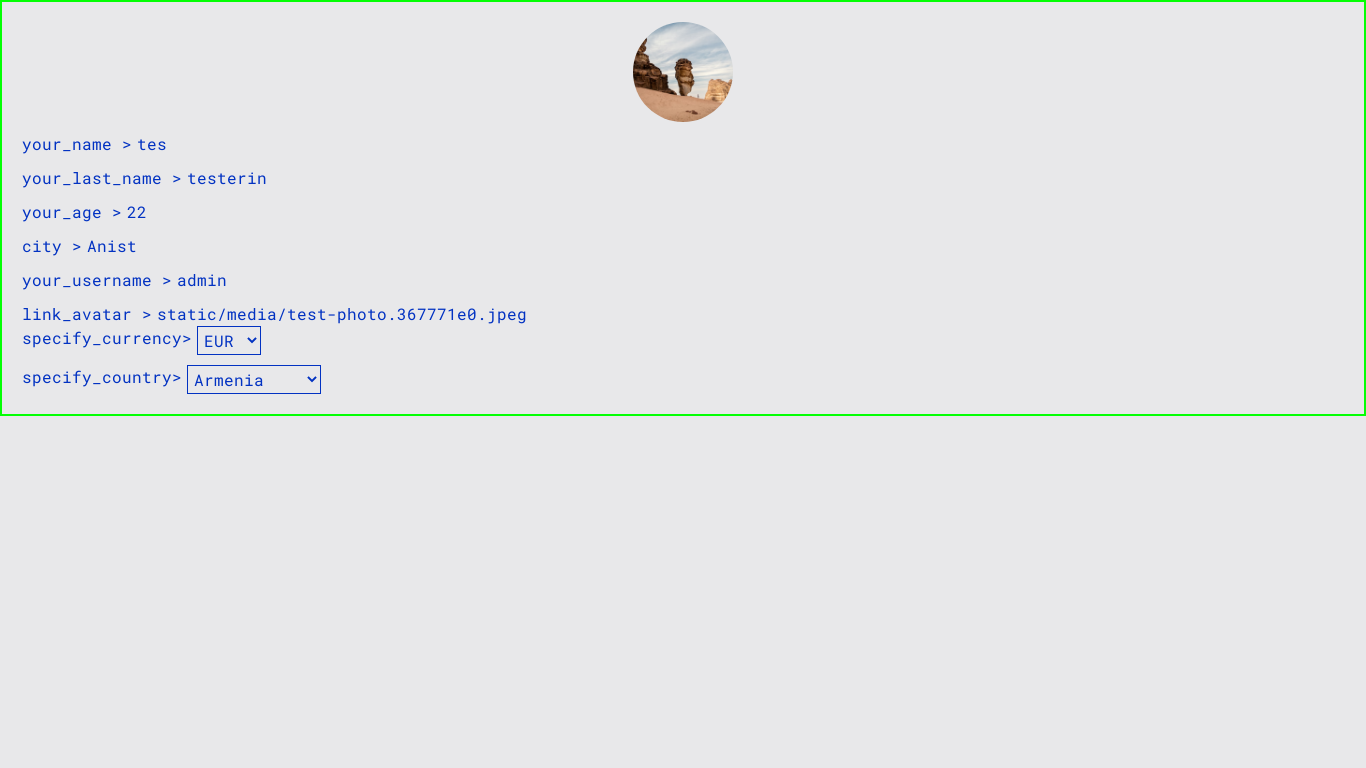 your_name > tes
your_last_name > testerin
your_age > 22
city > Anist
your_username > admin
link_avatar > static/media/test-photo.367771e0.jpeg
specify_currency> EUR
specify_country> Armenia